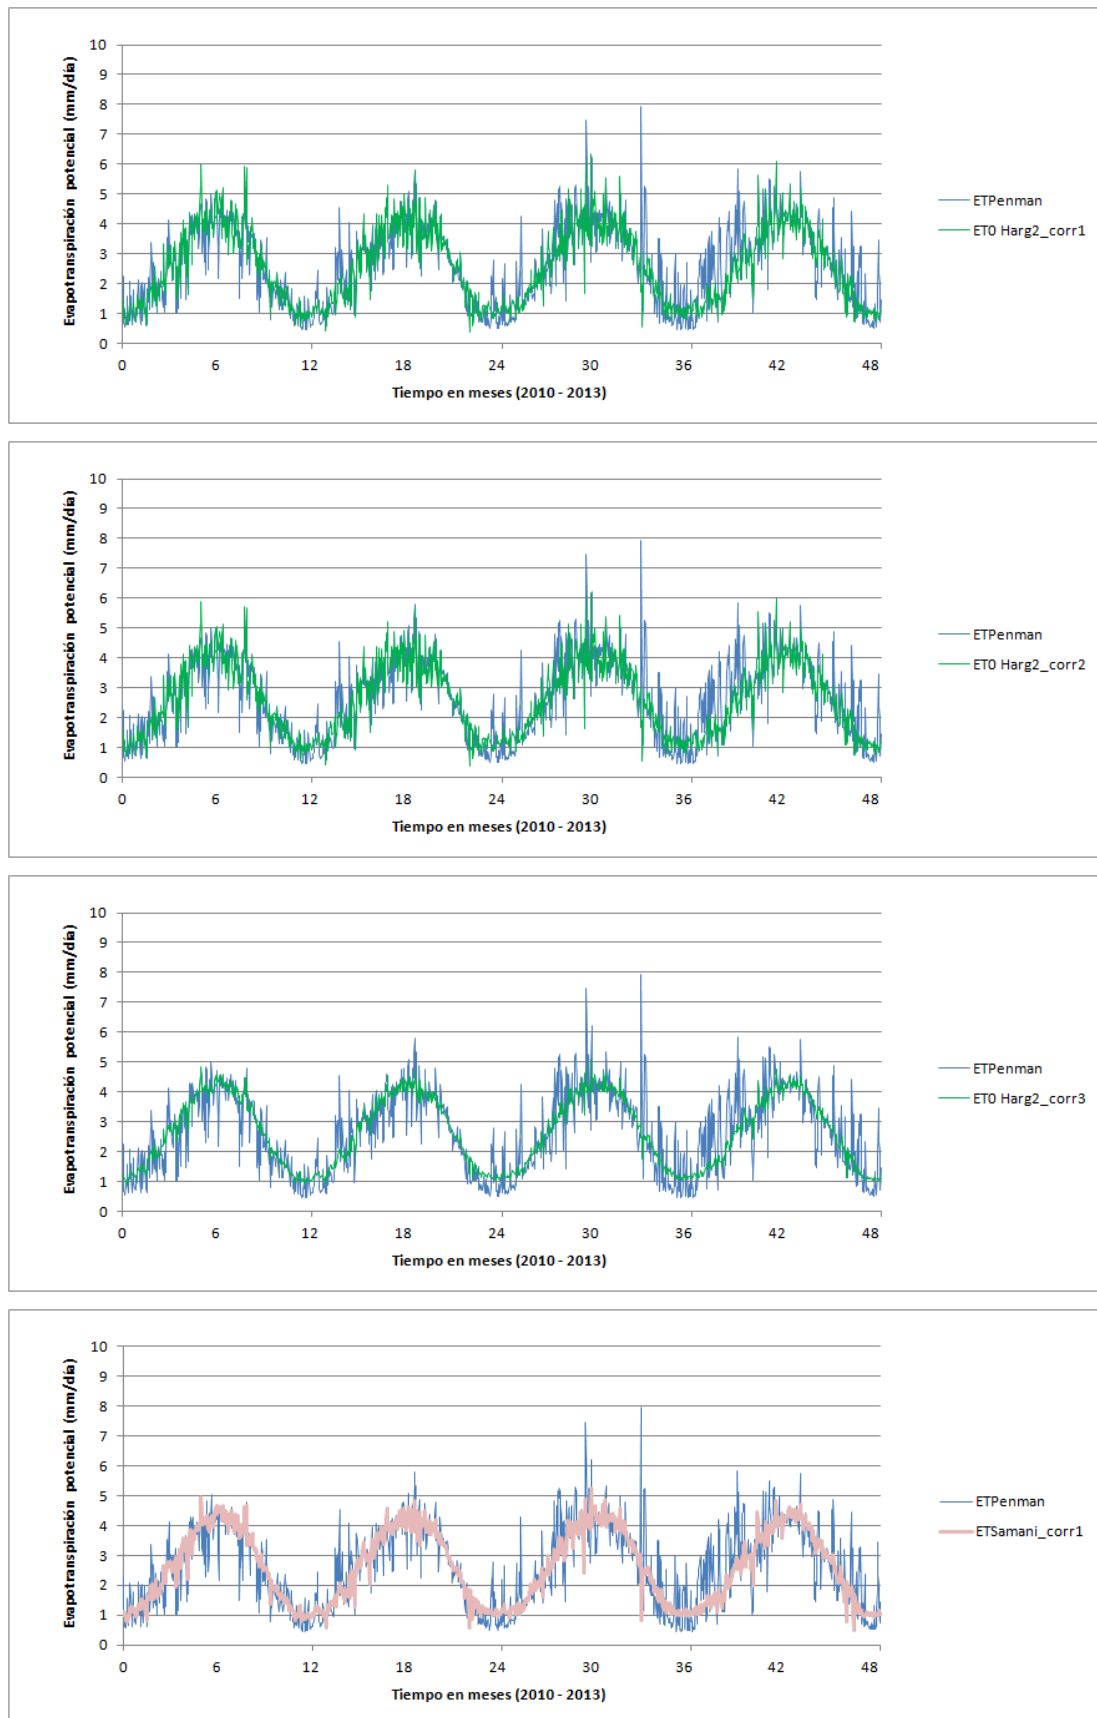 Evapotranspiración potencial (mm/día)
10
9
8
7
6
5
4
3
2
1
0
0 6 12 18 24 30 36 42 48
Tiempo en meses (2010 - 2013)
ETPenman
ET0 Harg2_corr1
Evapotranspiración potencial (mm/día)
10
9
8
7
6
5
4
3
2
1
0
0 6 12 18 24 30 36 42 48
Tiempo en meses (2010 - 2013)
ETPenman
ET0 Harg2_corr2
Evapotranspiración potencial (mm/día)
10
9
8
7
6
5
4
3
2
1
0
0 6 12 18 24 30 36 42 48
Tiempo en meses (2010 - 2013)
ETPenman
ET0 Harg2_corr3
Evapotranspiración potencial (mm/día)
10
9
8
7
6
5
4
3
2
1
0
0 6 12 18 24 30 36 42 48
Tiempo en meses (2010 - 2013)
ETPenman
ETSamani_corr1